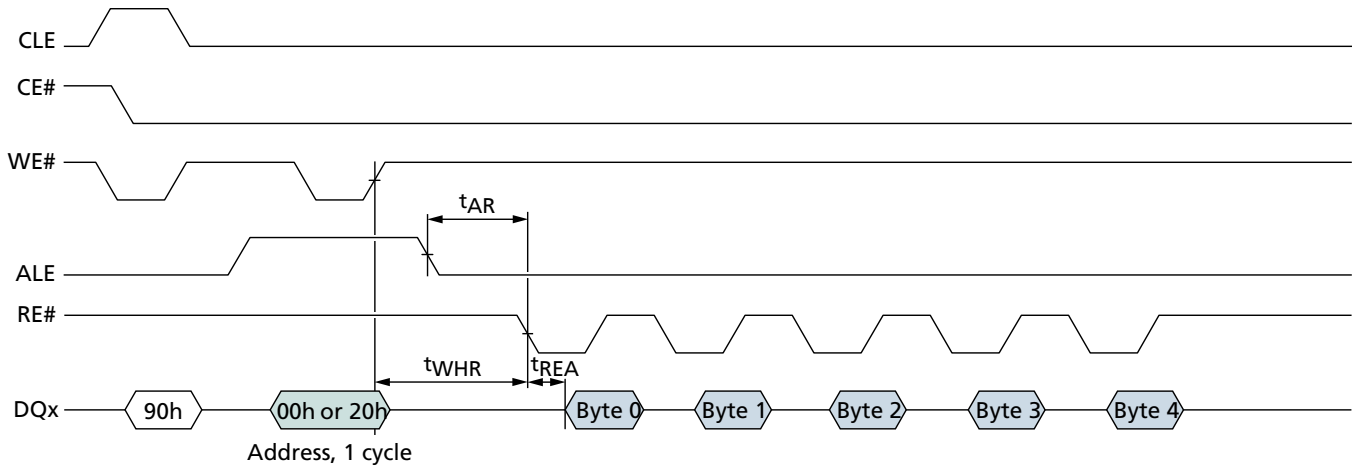 CLE
CE#
WE#
tAR
ALE
RE#
tWHR tREA
DQx 90h 00h or 20h Byte 0 Byte 1 Byte 2 Byte 3 Byte 4
Address, 1 cycle